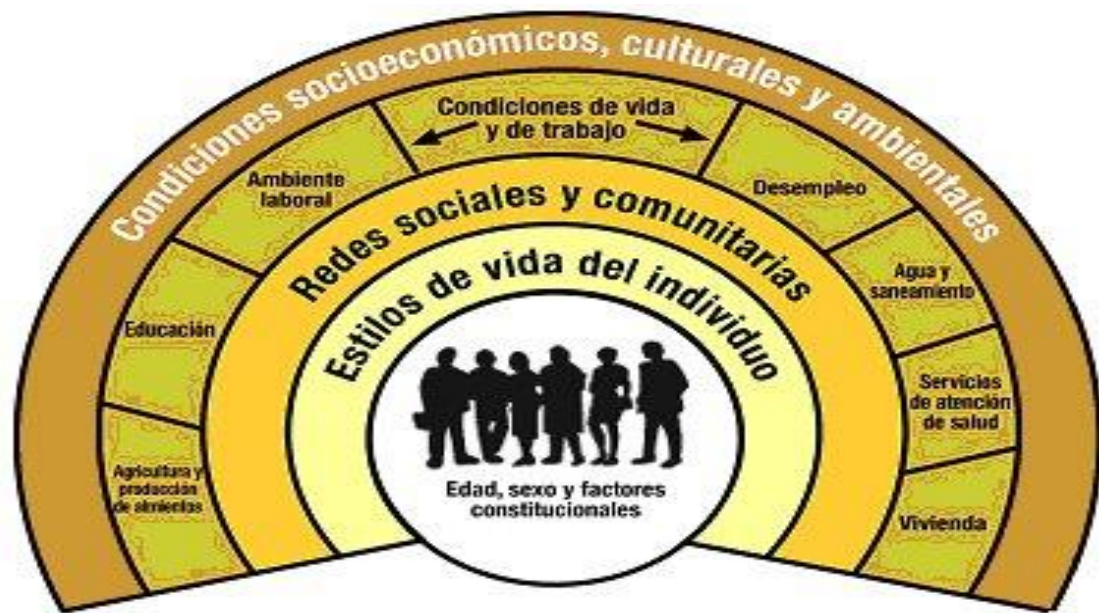 Condiciones socioeconómicos, culturales y ambientales
Condiciones de vida
y de trabajo
Ambiente
laboral
Desempleo
Educación
Agua y
saneamiento
Agricultura y
producción
de alimientos
Servicios
de atención
de salud
Vivienda
Redes sociales y comunitarias
Estilos de vida del individuo
Edad, sexo y factores
constitucionales